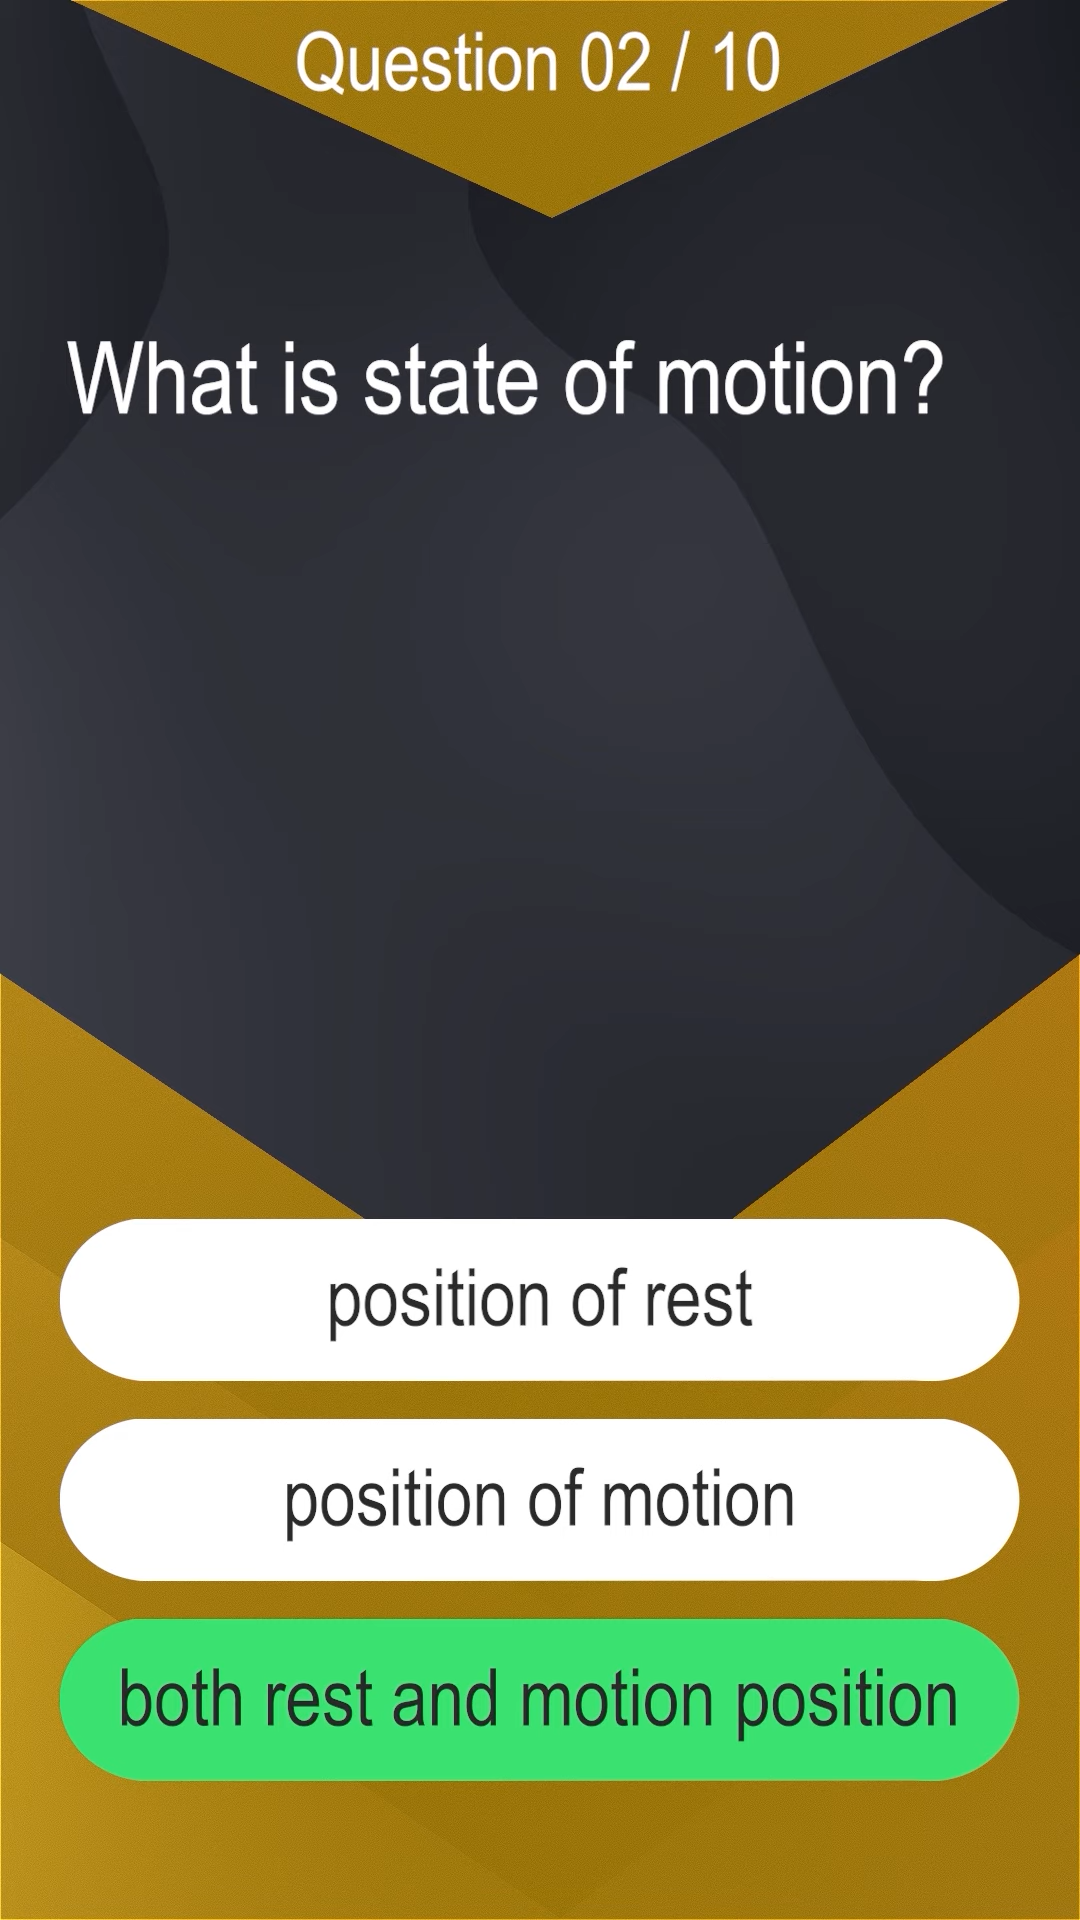 Question 02 / 10
What is state of motion?
position of rest
position of motion
both rest and motion position